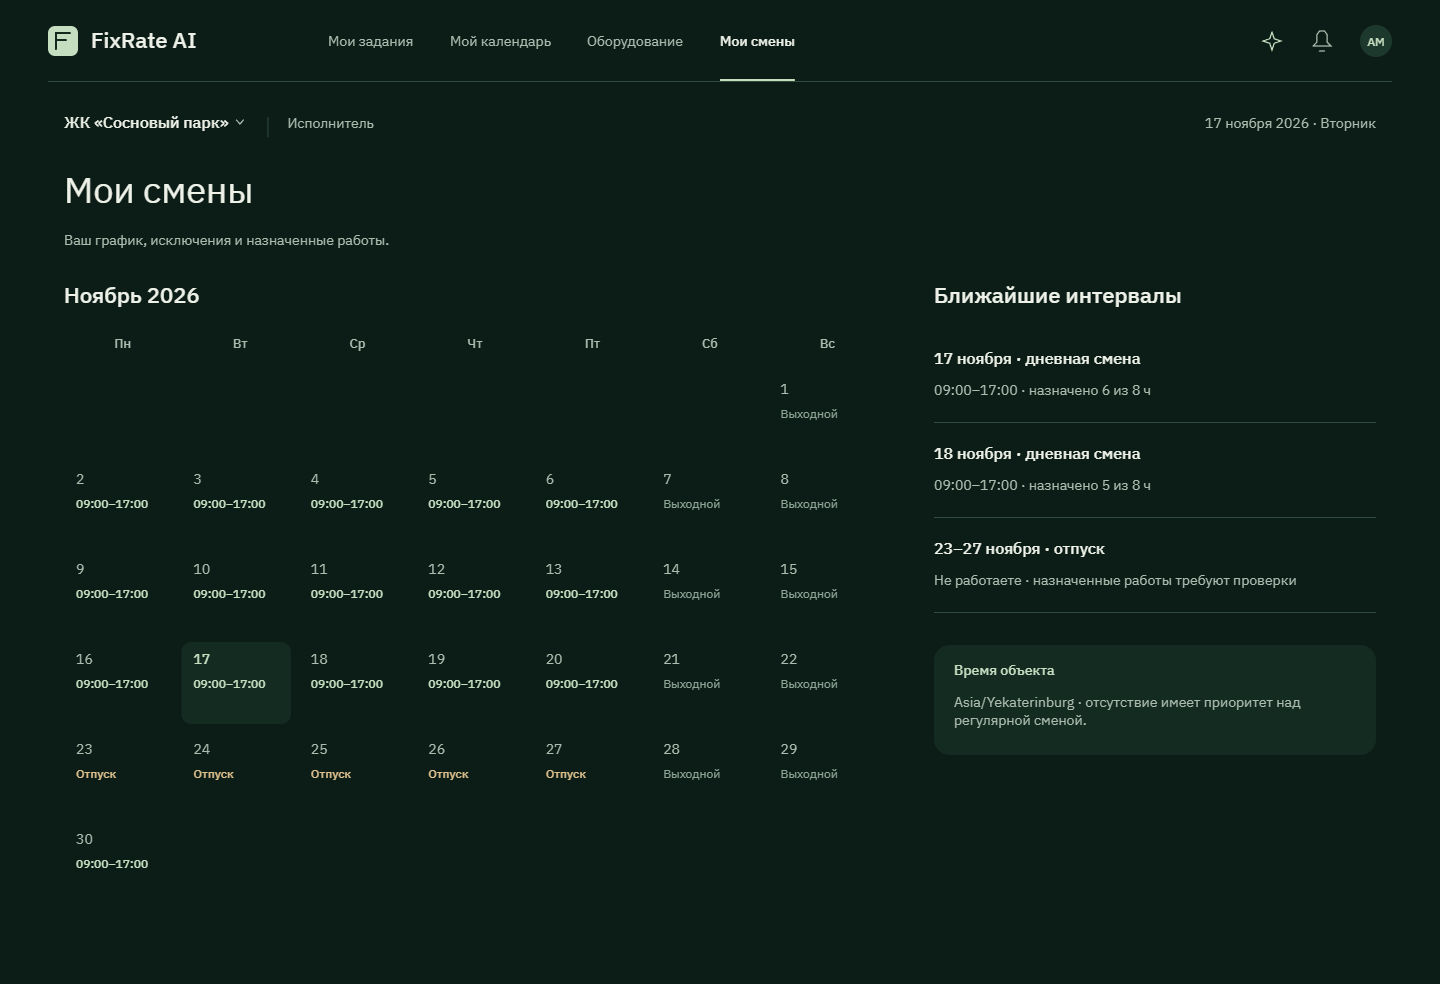 FixRate AI
Мои задания
Мой календарь
Оборудование
Мои смены
АМ
ЖК «Сосновый парк»
Исполнитель
17 ноября 2026 · Вторник
Мои смены
Ваш график, исключения и назначенные работы.
Ноябрь 2026
Пн Вт Ср Чт Пт Сб Вс
1
Выходной
2 3 4 5 6 7 8
09:00–17:00 09:00–17:00 09:00–17:00 09:00–17:00 09:00–17:00 Выходной Выходной
9 10 11 12 13 14 15
09:00–17:00 09:00–17:00 09:00–17:00 09:00–17:00 09:00–17:00 Выходной Выходной
16 17 18 19 20 21 22
09:00–17:00 09:00–17:00 09:00–17:00 09:00–17:00 09:00–17:00 Выходной Выходной
23 24 25 26 27 28 29
Отпуск Отпуск Отпуск Отпуск Отпуск Выходной Выходной
30
09:00–17:00
Ближайшие интервалы
17 ноября · дневная смена
09:00–17:00 · назначено 6 из 8 ч
18 ноября · дневная смена
09:00–17:00 · назначено 5 из 8 ч
23–27 ноября · отпуск
Не работаете · назначенные работы требуют проверки
Время объекта
Asia/Yekaterinburg · отсутствие имеет приоритет над
регулярной сменой.